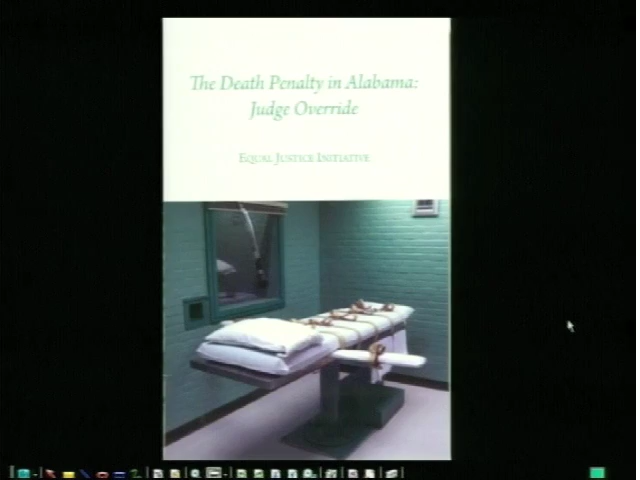 The Death Penalty in Alabama:
Judge Override
EQUAL JUSTICE INITIATIVE